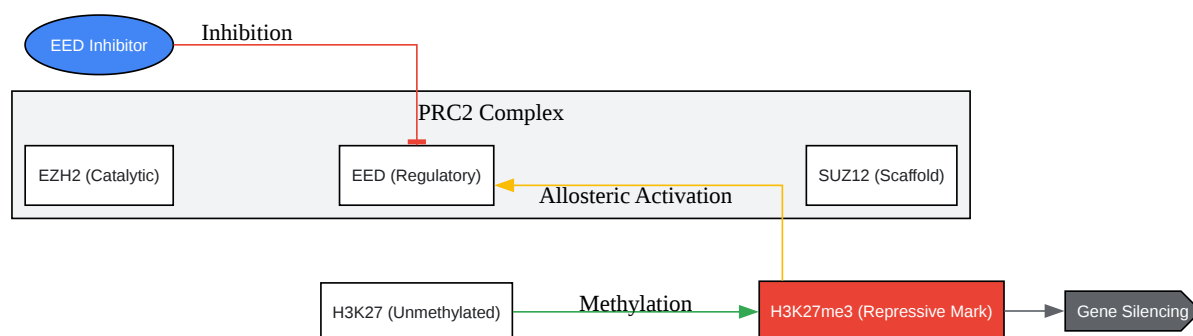 EED Inhibitor
Inhibition
PRC2 Complex
EZH2 (Catalytic)
EED (Regulatory)
SUZ12 (Scaffold)
Allosteric Activation
H3K27 (Unmethylated)
Methylation
H3K27me3 (Repressive Mark)
Gene Silencing